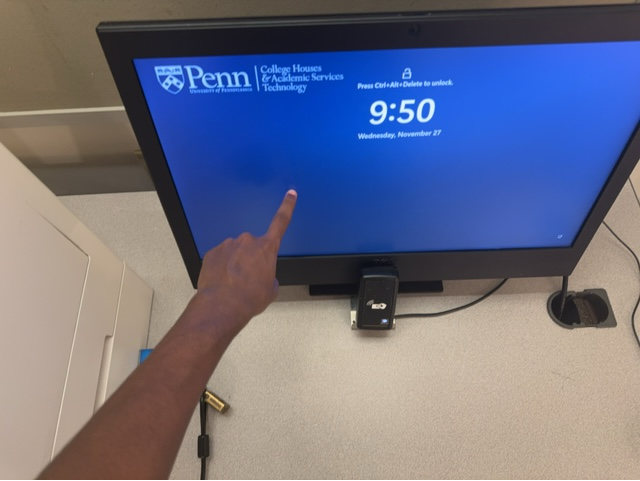 Penn
University of Pennsylvania
College Houses
& Academic Services
Technology
Press Ctrl+Alt+Delete to unlock.
9:50
Wednesday, November 27